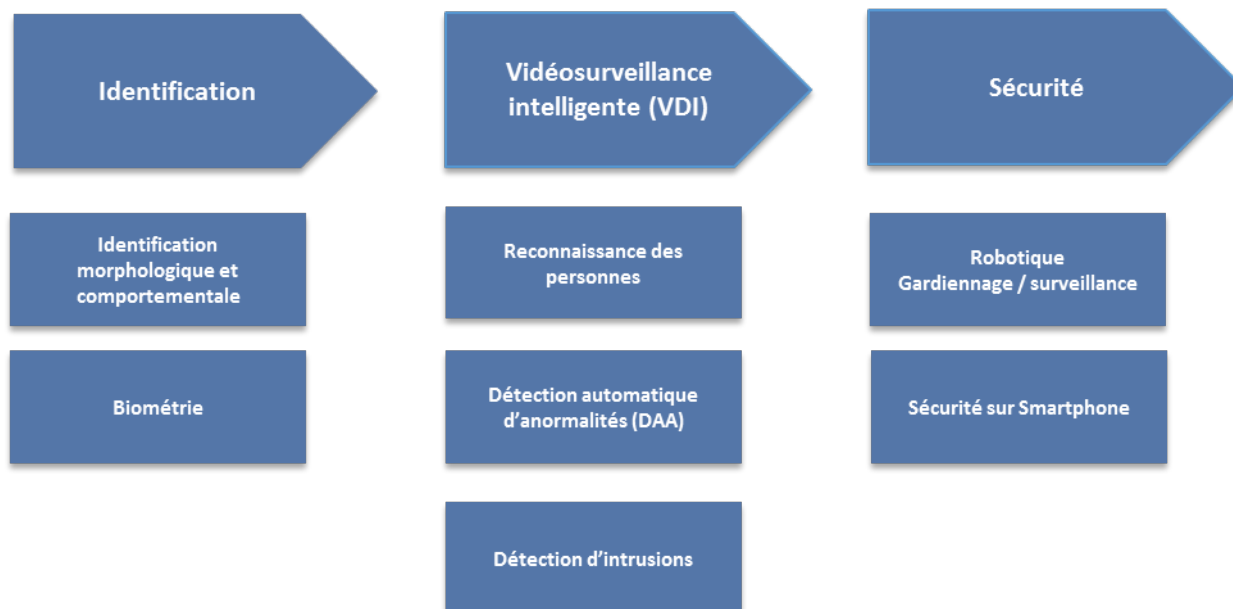 Identification
Vidéosurveillance
intelligente (VDI)
Sécurité
Identification
morphologique et
comportementale
Reconnaissance des
personnes
Robotique
Gardiennage / surveillance
Biométrie
Détection automatique
d'anormalités (DAA)
Sécurité sur Smartphone
Détection d'intrusions